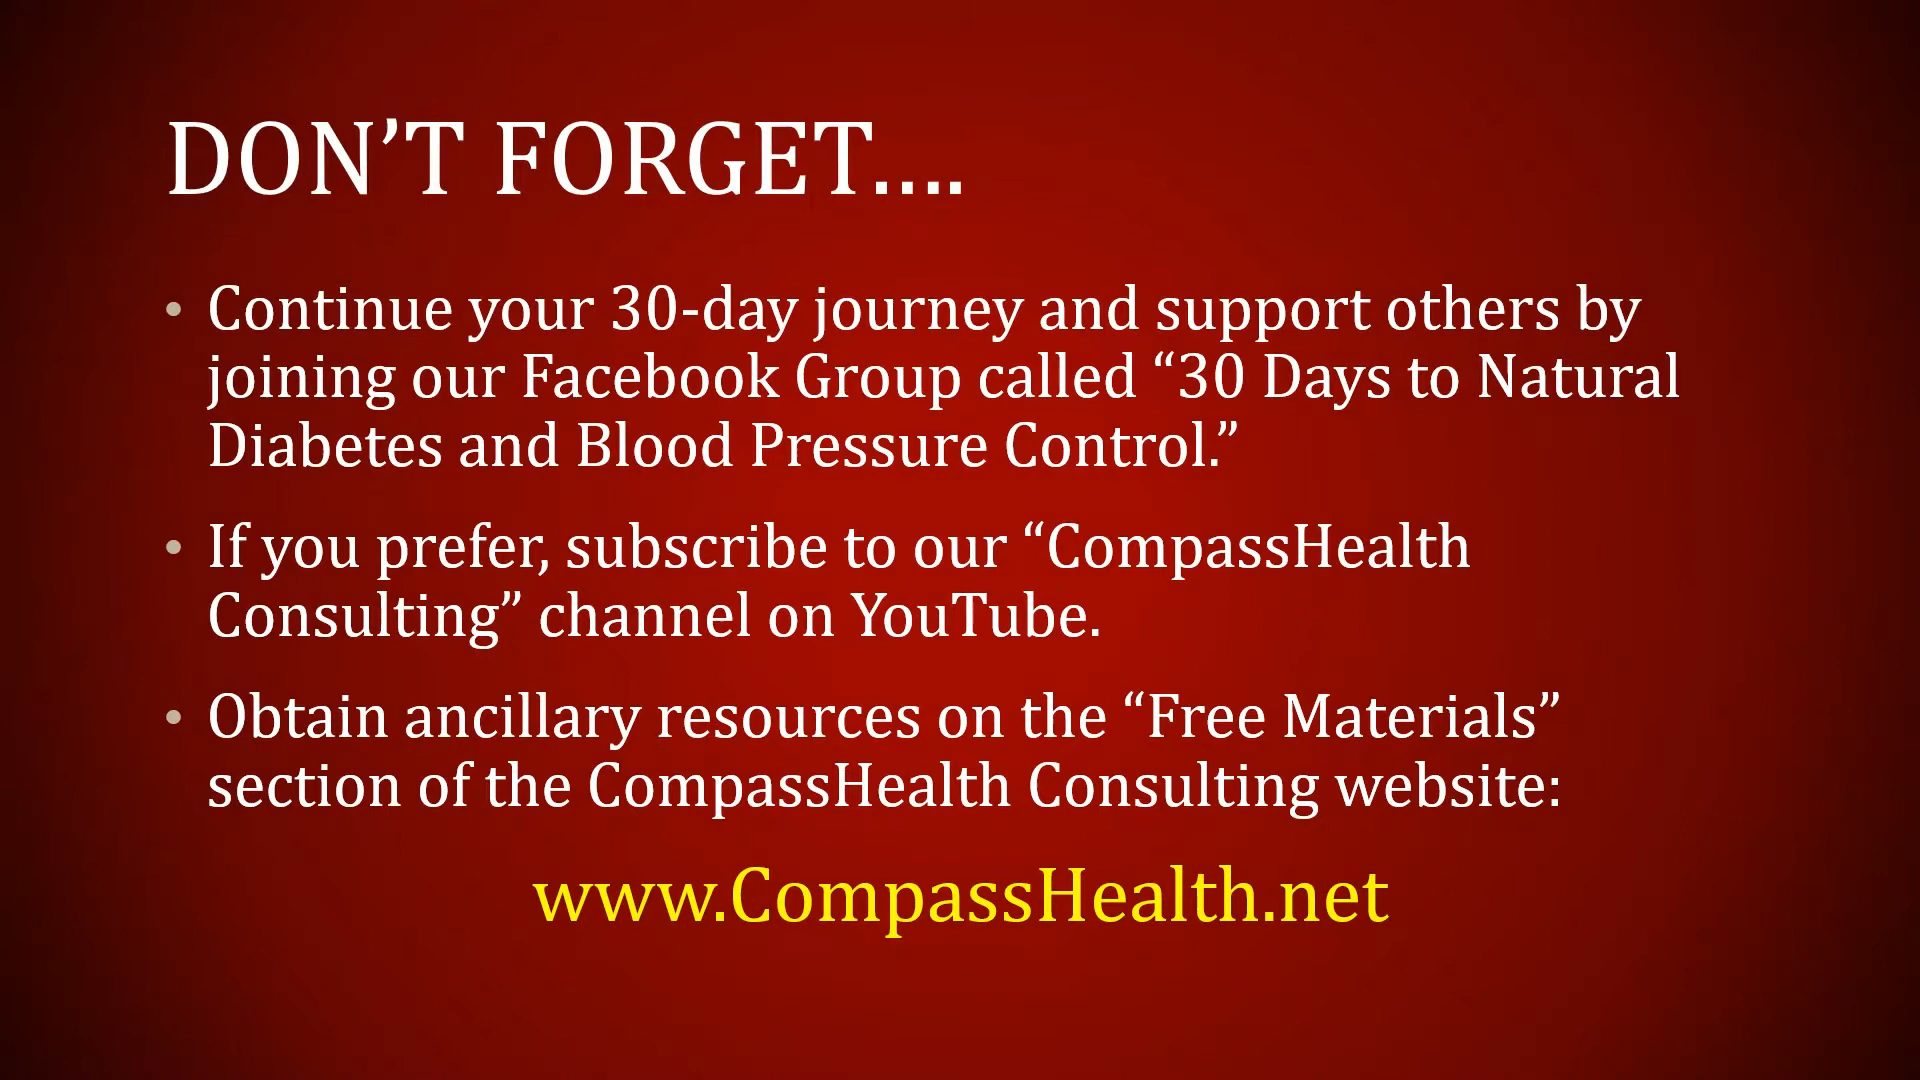 DON’T FORGET….
• Continue your 30-day journey and support others by
joining our Facebook Group called “30 Days to Natural
Diabetes and Blood Pressure Control.”
• If you prefer, subscribe to our “CompassHealth
Consulting” channel on YouTube.
• Obtain ancillary resources on the “Free Materials”
section of the CompassHealth Consulting website:
www.CompassHealth.net